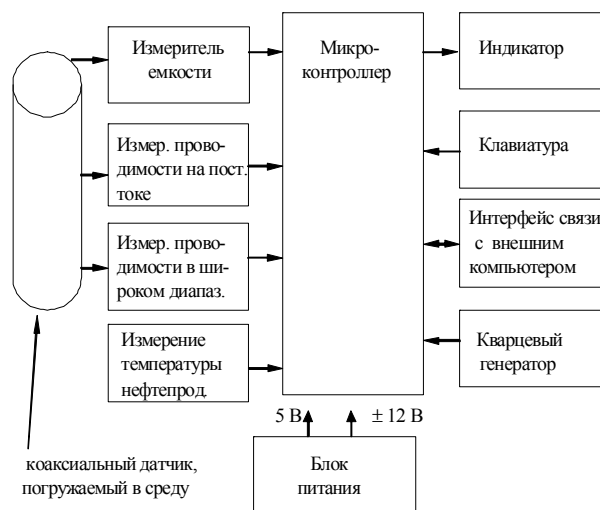 Измеритель
емкости
Микро-
контроллер
Индикатор
Измер. прово-
димости на пост.
токе
Клавиатура
Измер. прово-
димости в ши-
роком диапаз.
Интерфейс связи
с внешним
компьютером
Измерение
температуры
нефтепрод.
Кварцевый
генератор
5 В
± 12 В
коаксиальный датчик,
погружаемый в среду
Блок
питания